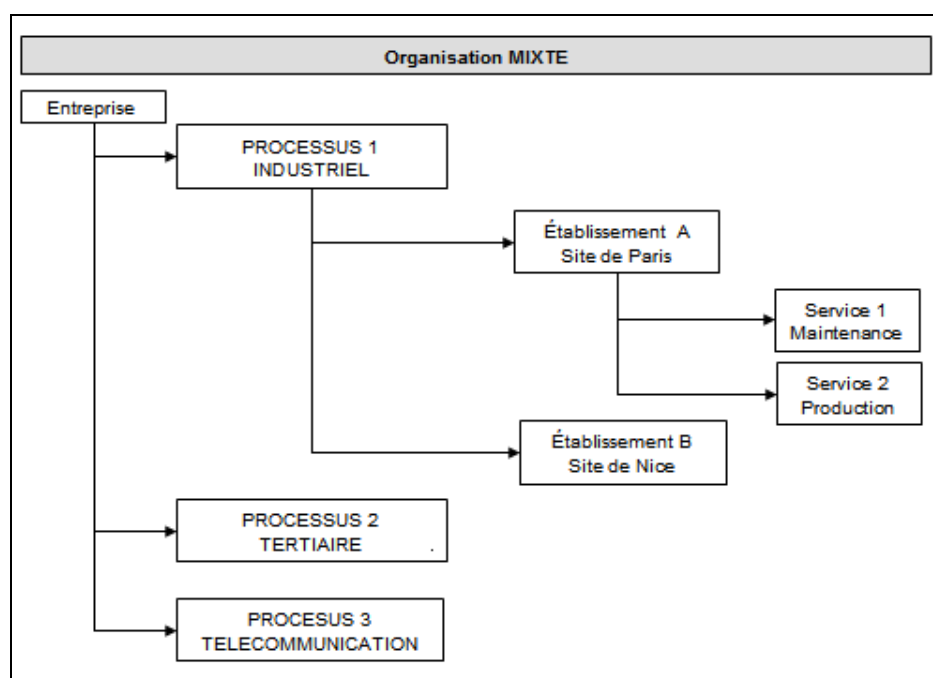 Organisation MIXTE
Entreprise
PROCESSUS 1
INDUSTRIEL
Établissement A
Site de Paris
Service 1
Maintenance
Service 2
Production
Établissement B
Site de Nice
PROCESSUS 2
TERTIAIRE .
PROCESUS 3
TELECOMMUNICATION